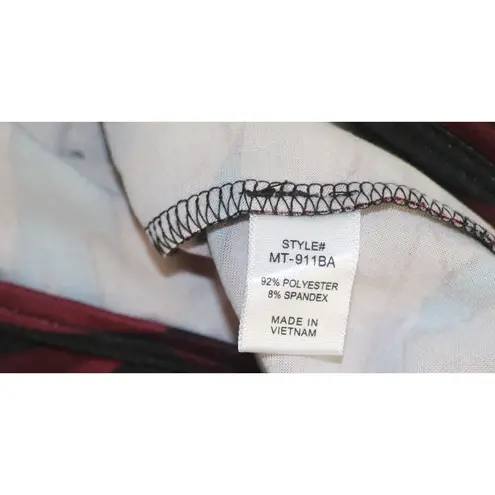 STYLE#
MT-911BA
92% POLYESTER
8% SPANDEX
MADE IN
VIETNAM